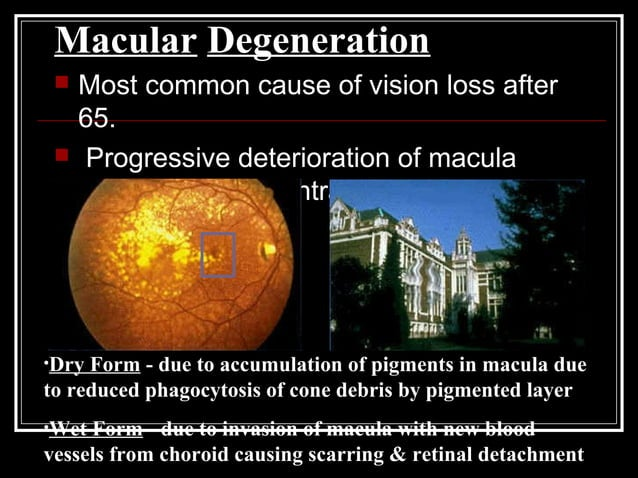 Macular Degeneration
Most common cause of vision loss after
65.
Progressive deterioration of macula
•Dry Form - due to accumulation of pigments in macula due
to reduced phagocytosis of cone debris by pigmented layer
•Wet Form - due to invasion of macula with new blood
vessels from choroid causing scarring & retinal detachment